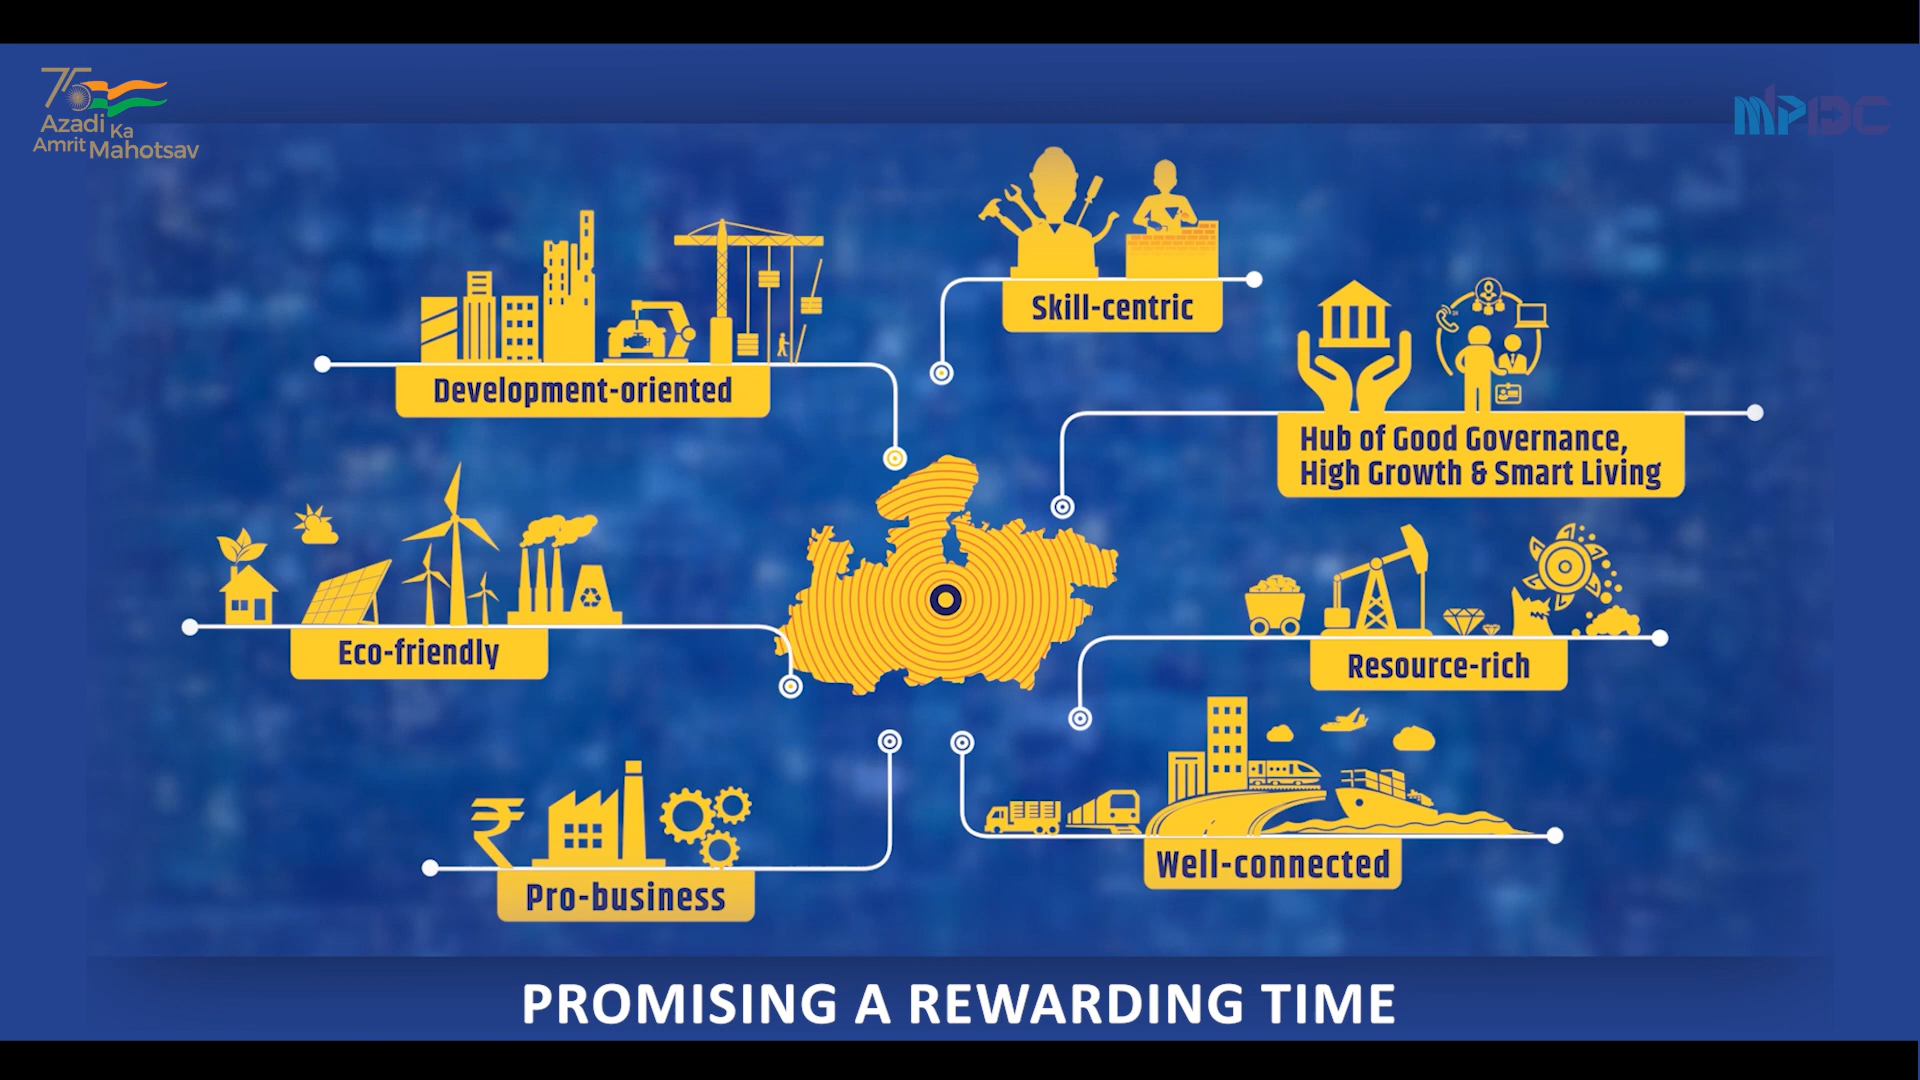 75
Azadi Ka
Amrit Mahotsav
MPIDC
Skill-centric
Development-oriented
Hub of Good Governance,
High Growth & Smart Living
Eco-friendly
Resource-rich
₹
Well-connected
Pro-business
PROMISING A REWARDING TIME